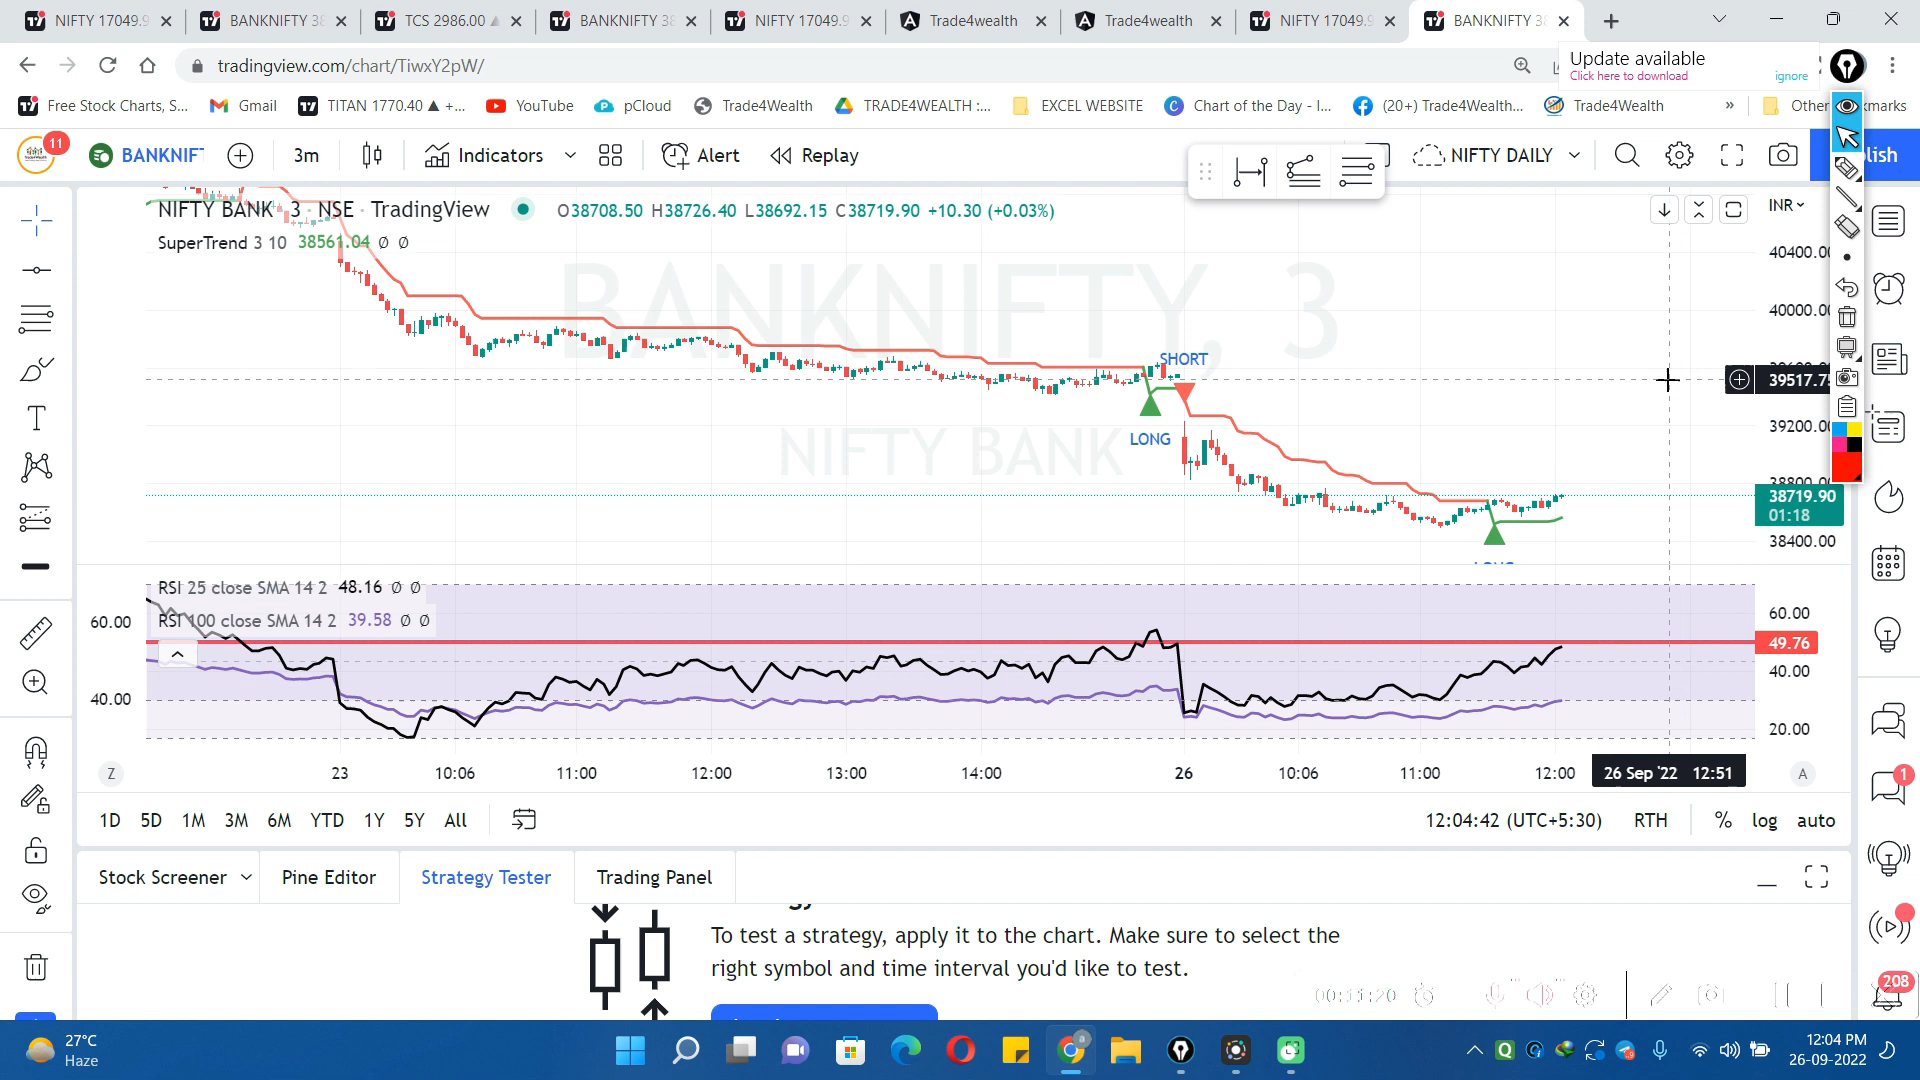 NIFTY 17049.9
BANKNIFTY 38
TCS 2986.00
BANKNIFTY 38
NIFTY 17049.9
Trade4wealth
Trade4wealth
NIFTY 17049.9
BANKNIFTY 38
tradingview.com/chart/TiwxY2pW/
Update available
Click here to download
ignore
Free Stock Charts, S...
Gmail
TITAN 1770.40 ▲ +...
YouTube
pCloud
Trade4Wealth
TRADE4WEALTH :...
EXCEL WEBSITE
Chart of the Day - I...
(20+) Trade4Wealth...
Trade4Wealth
»
11
BANKNIF
3m
Indicators
Alert
Replay
NIFTY DAILY
NIFTY BANK · 3 · NSE · TradingView
O38708.50 H38726.40 L38692.15 C38719.90 +10.30 (+0.03%)
INR
SuperTrend 3 10 38561.04 ∅ ∅
BANKNIFTY, 3
NIFTY BANK
SHORT
LONG
40400.0
40000.0
39517.7
39200.0
38719.90
01:18
38400.00
RSI 25 close SMA 14 2 48.16 ∅ ∅
RSI 100 close SMA 14 2 39.58 ∅ ∅
60.00
40.00
60.00
49.76
40.00
20.00
Z
23
10:06
11:00
12:00
13:00
14:00
26
10:06
11:00
12:00
26 Sep '22 12:51
A
1D 5D 1M 3M 6M YTD 1Y 5Y All
12:04:42 (UTC+5:30)
RTH
% log auto
1
Stock Screener
Pine Editor
Strategy Tester
Trading Panel
To test a strategy, apply it to the chart. Make sure to select the
right symbol and time interval you'd like to test.
00:11:20
208
27°C
Haze
12:04 PM
26-09-2022